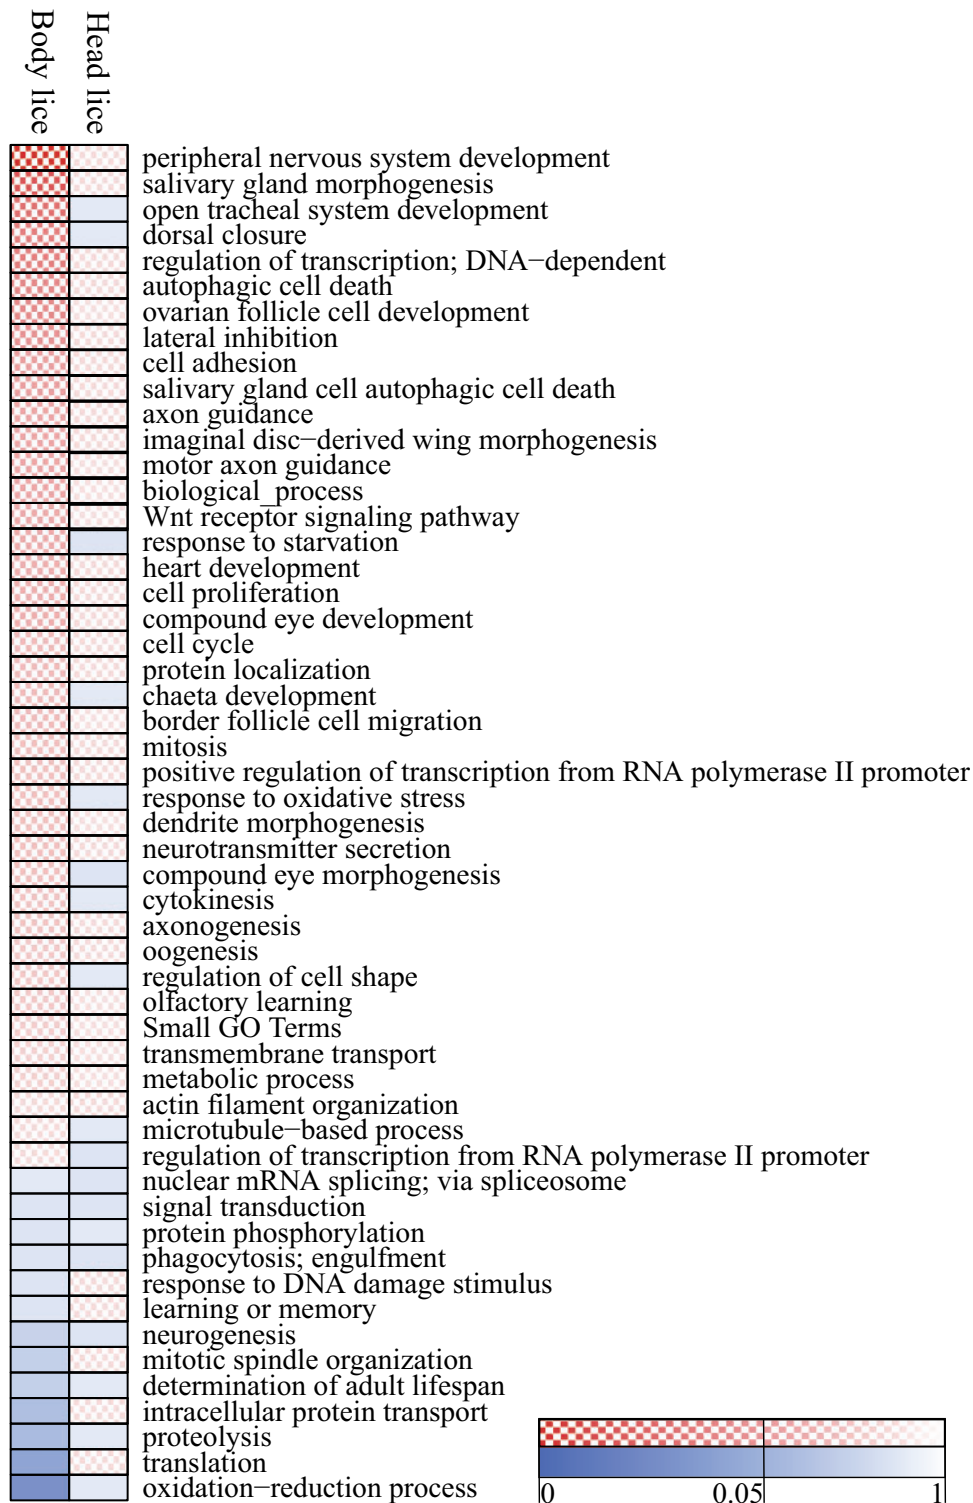 Body lice
Head lice
peripheral nervous system development
salivary gland morphogenesis
open tracheal system development
dorsal closure
regulation of transcription; DNA−dependent
autophagic cell death
ovarian follicle cell development
lateral inhibition
cell adhesion
salivary gland cell autophagic cell death
axon guidance
imaginal disc−derived wing morphogenesis
motor axon guidance
biological_process
Wnt receptor signaling pathway
response to starvation
heart development
cell proliferation
compound eye development
cell cycle
protein localization
chaeta development
border follicle cell migration
mitosis
positive regulation of transcription from RNA polymerase II promoter
response to oxidative stress
dendrite morphogenesis
neurotransmitter secretion
compound eye morphogenesis
cytokinesis
axonogenesis
oogenesis
regulation of cell shape
olfactory learning
Small GO Terms
transmembrane transport
metabolic process
actin filament organization
microtubule−based process
regulation of transcription from RNA polymerase II promoter
nuclear mRNA splicing; via spliceosome
signal transduction
protein phosphorylation
phagocytosis; engulfment
response to DNA damage stimulus
learning or memory
neurogenesis
mitotic spindle organization
determination of adult lifespan
intracellular protein transport
proteolysis
translation
oxidation−reduction process
0 0.05 1